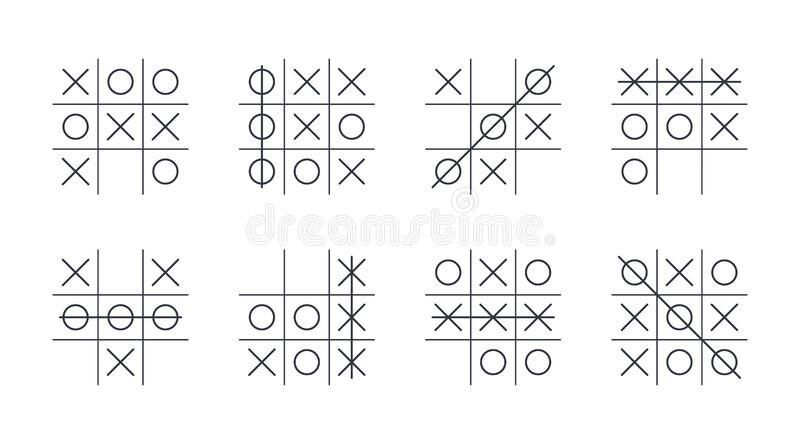 X O O O X X X O X X X
O X X O X O O X O O X
X O O O X O X O
X X X O X O O X O
O O O O O X X X X X O X
X X O X O O X O O
dreamstime